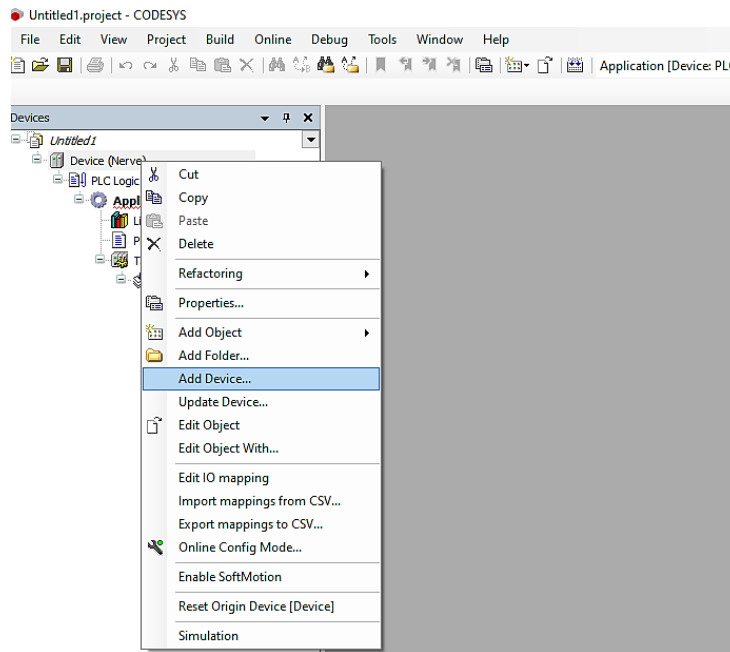 Untitled1.project - CODESYS
File Edit View Project Build Online Debug Tools Window Help
Application [Device: PLC
Devices
Untitled1
Device (Nerve)
PLC Logic
Appl
Li
P
T
Cut
Copy
Paste
Delete
Refactoring
Properties...
Add Object
Add Folder...
Add Device...
Update Device...
Edit Object
Edit Object With...
Edit IO mapping
Import mappings from CSV...
Export mappings to CSV...
Online Config Mode...
Enable SoftMotion
Reset Origin Device [Device]
Simulation